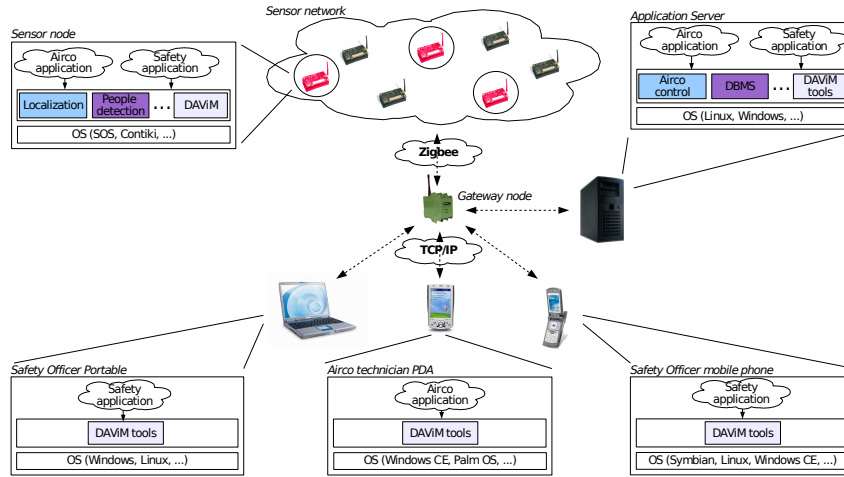 Sensor network
Sensor node
Airco
application
Safety
application
Localization
People
detection
...
DAViM
OS (SOS, Contiki, ...)
Application Server
Airco
application
Safety
application
Airco
control
DBMS
...
DAViM
tools
OS (Linux, Windows, ...)
Zigbee
Gateway node
TCP/IP
Safety Officer Portable
Safety
application
DAViM tools
OS (Windows, Linux, ...)
Airco technician PDA
Airco
application
DAViM tools
OS (Windows CE, Palm OS, ...)
Safety Officer mobile phone
Safety
application
DAViM tools
OS (Symbian, Linux, Windows CE, ...)